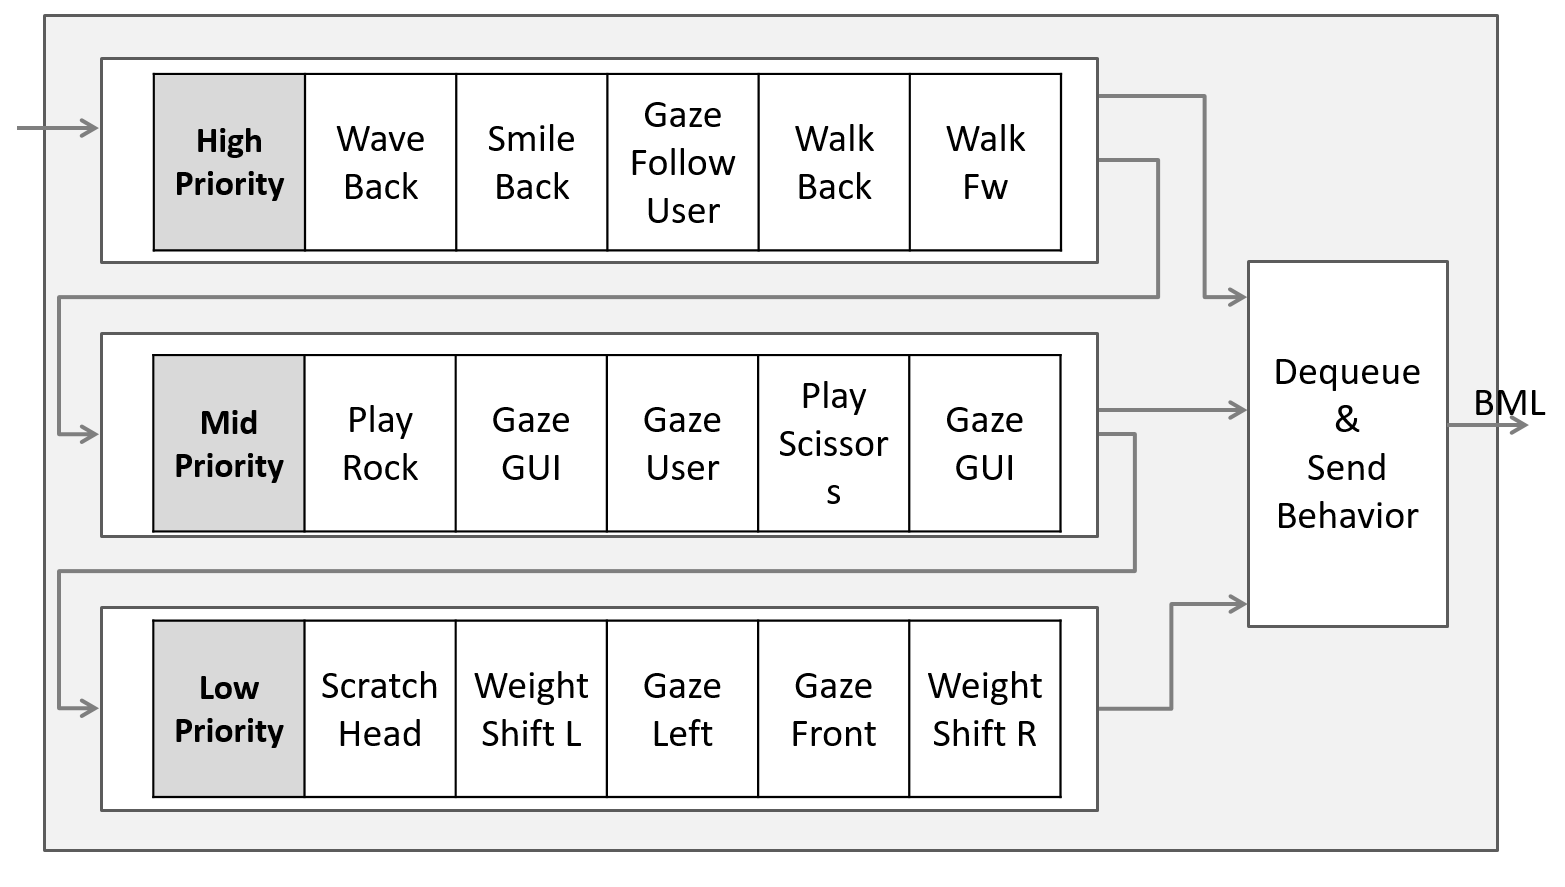 High
Priority
Wave
Back
Smile
Back
Gaze
Follow
User
Walk
Back
Walk
Fw
Mid
Priority
Play
Rock
Gaze
GUI
Gaze
User
Play
Scissor
s
Gaze
GUI
Low
Priority
Scratch
Head
Weight
Shift L
Gaze
Left
Gaze
Front
Weight
Shift R
Dequeue
&
Send
Behavior
BML